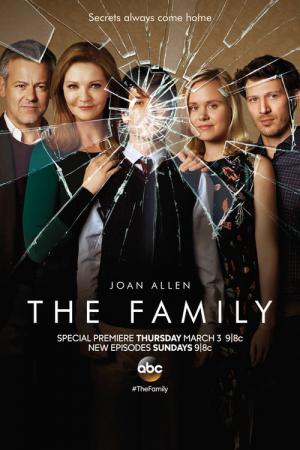 Secrets always come home
JOAN ALLEN
THE FAMILY
SPECIAL PREMIERE THURSDAY MARCH 3 9|8c
NEW EPISODES SUNDAYS 9|8c
abc
#TheFamily